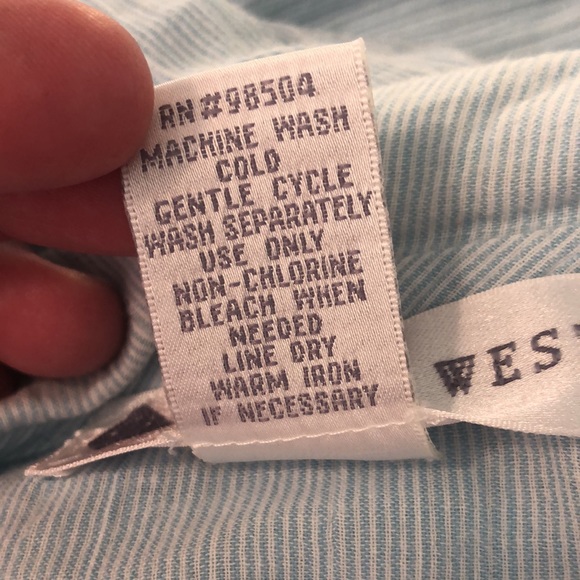 RN #98504
MACHINE WASH
COLD
GENTLE CYCLE
WASH SEPARATELY
USE ONLY
NON-CHLORINE
BLEACH WHEN
NEEDED
LINE DRY
WARM IRON
IF NECESSARY
WES